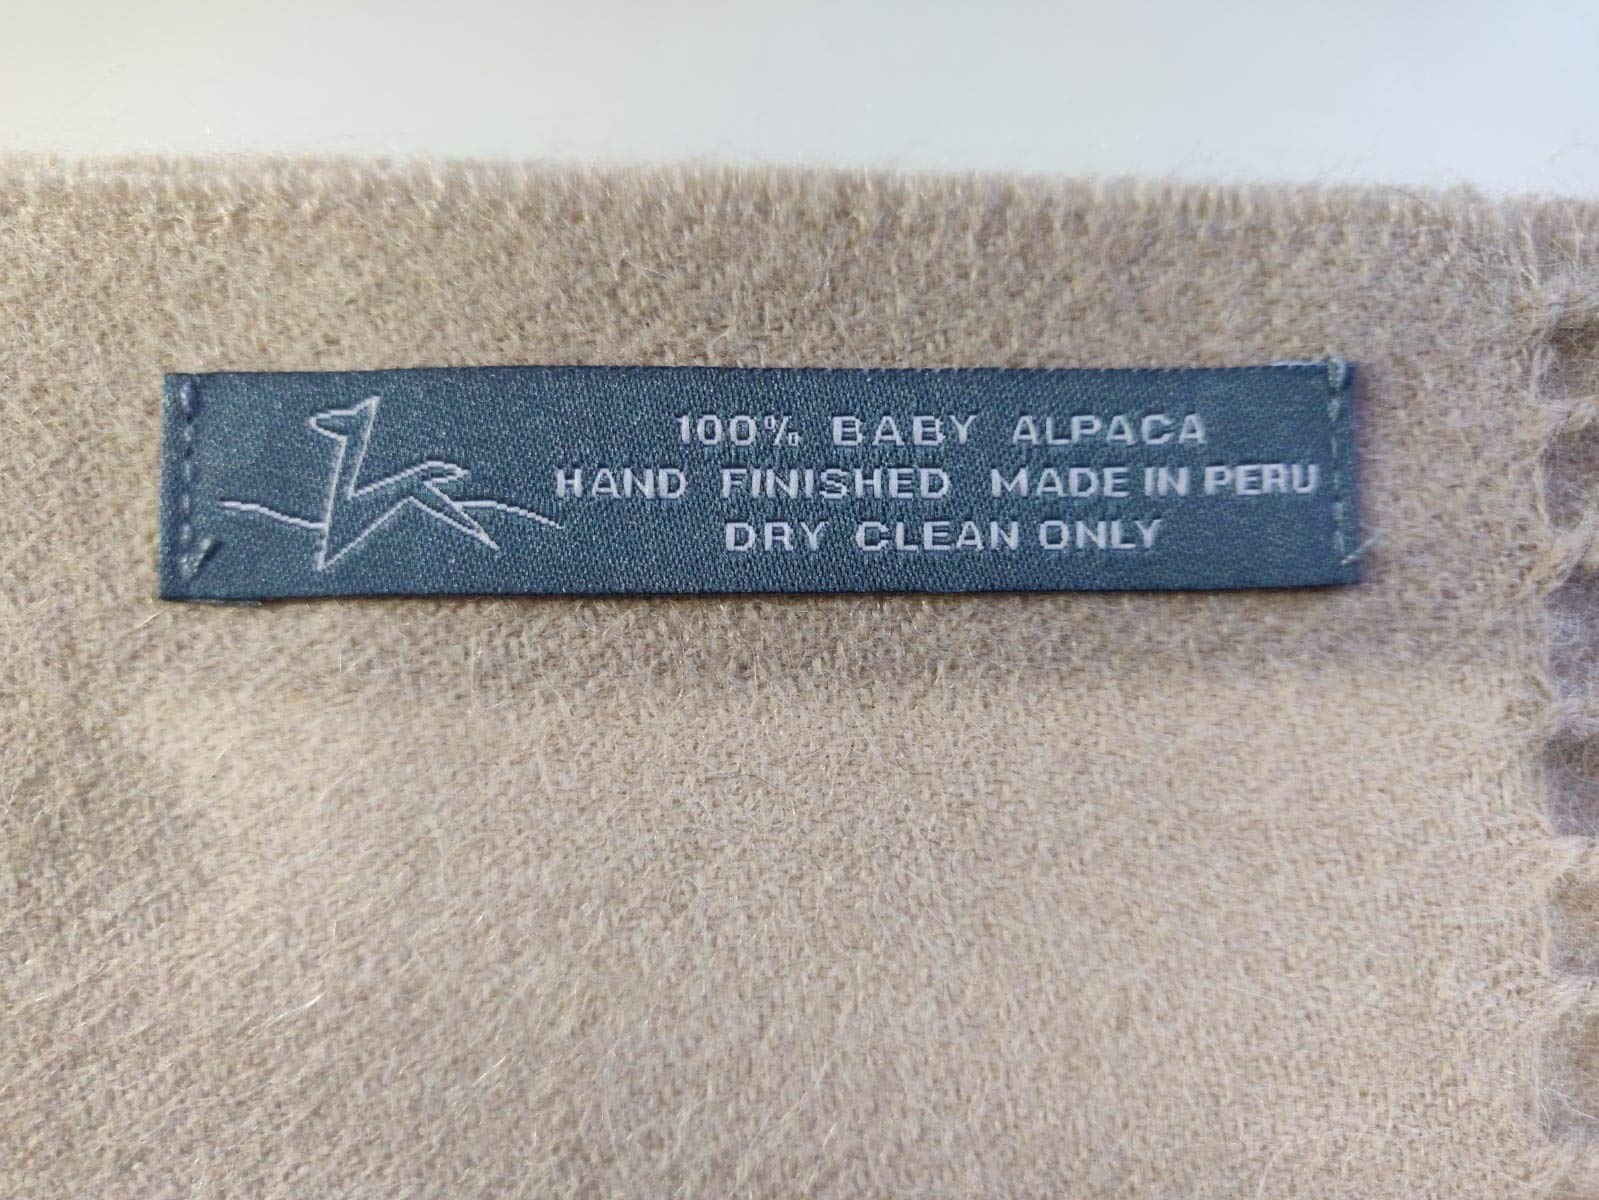 100% BABY ALPACA
HAND FINISHED MADE IN PERU
DRY CLEAN ONLY